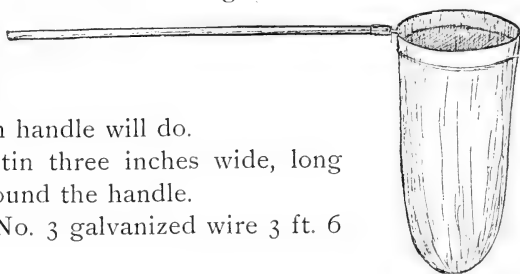 handle will do.
tin three inches wide, long
ound the handle.
No. 3 galvanized wire 3 ft. 6